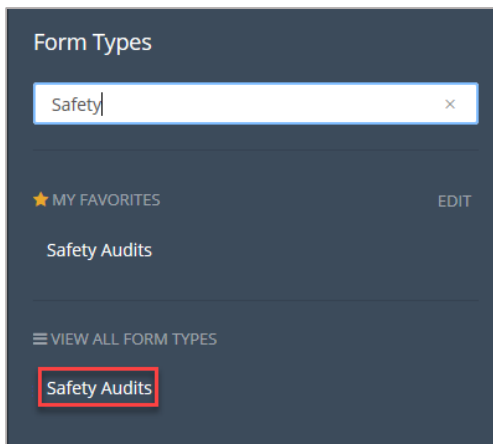 Form Types
Safety
MY FAVORITES EDIT
Safety Audits
VIEW ALL FORM TYPES
Safety Audits